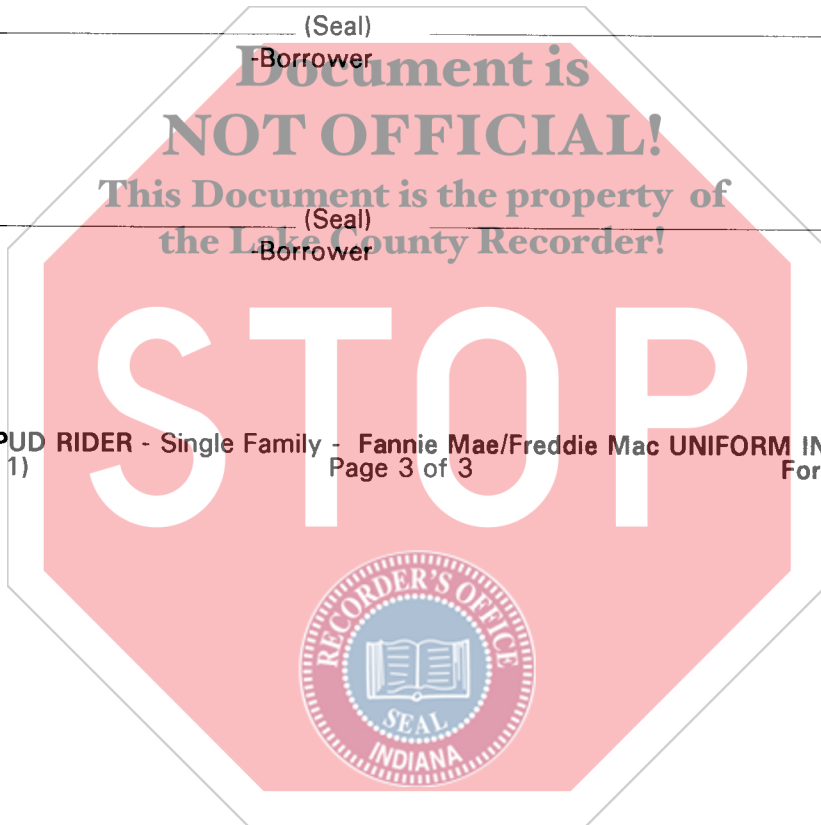 (Seal)
-Borrower
Document is
NOT OFFICIAL!
This Document is the property of
the Lake County Recorder!
(Seal)
-Borrower
STOP
PUD RIDER - Single Family - Fannie Mae/Freddie Mac UNIFORM IN
1) Page 3 of 3 For
RECORDER'S OFFICE
SEAL
INDIANA